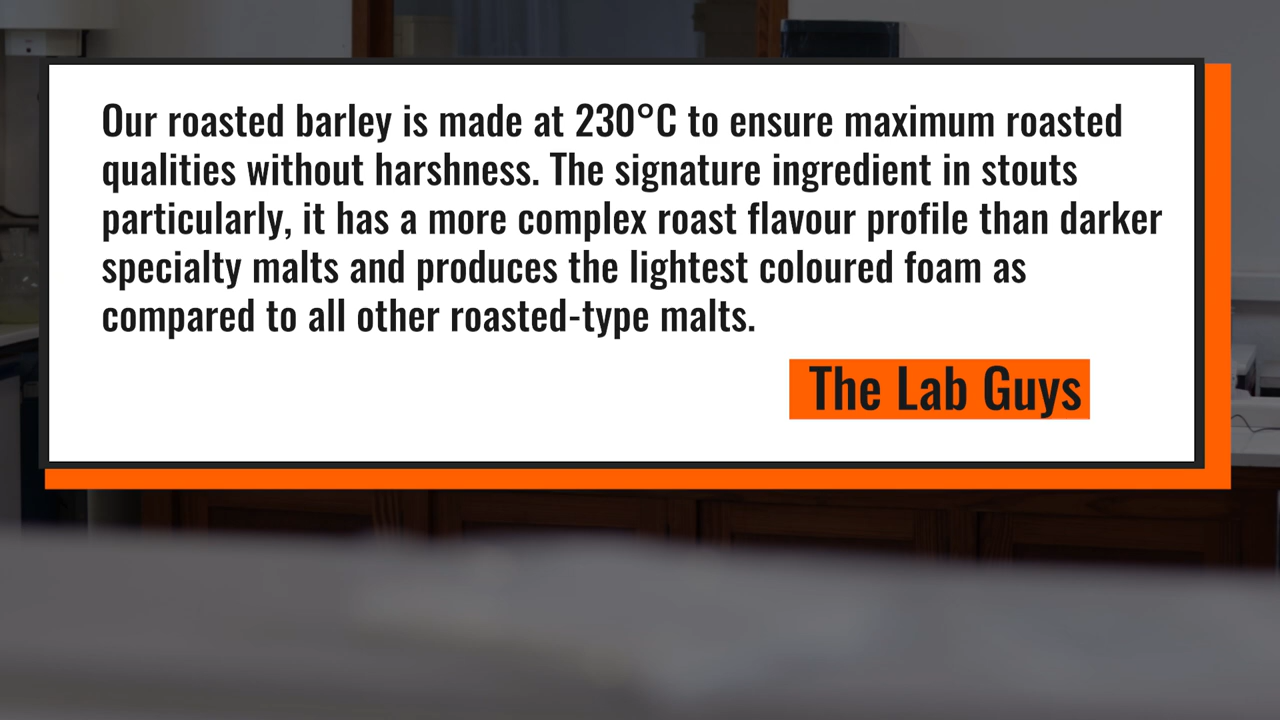 Our roasted barley is made at 230°C to ensure maximum roasted
qualities without harshness. The signature ingredient in stouts
particularly, it has a more complex roast flavour profile than darker
specialty malts and produces the lightest coloured foam as
compared to all other roasted-type malts.
The Lab Guys